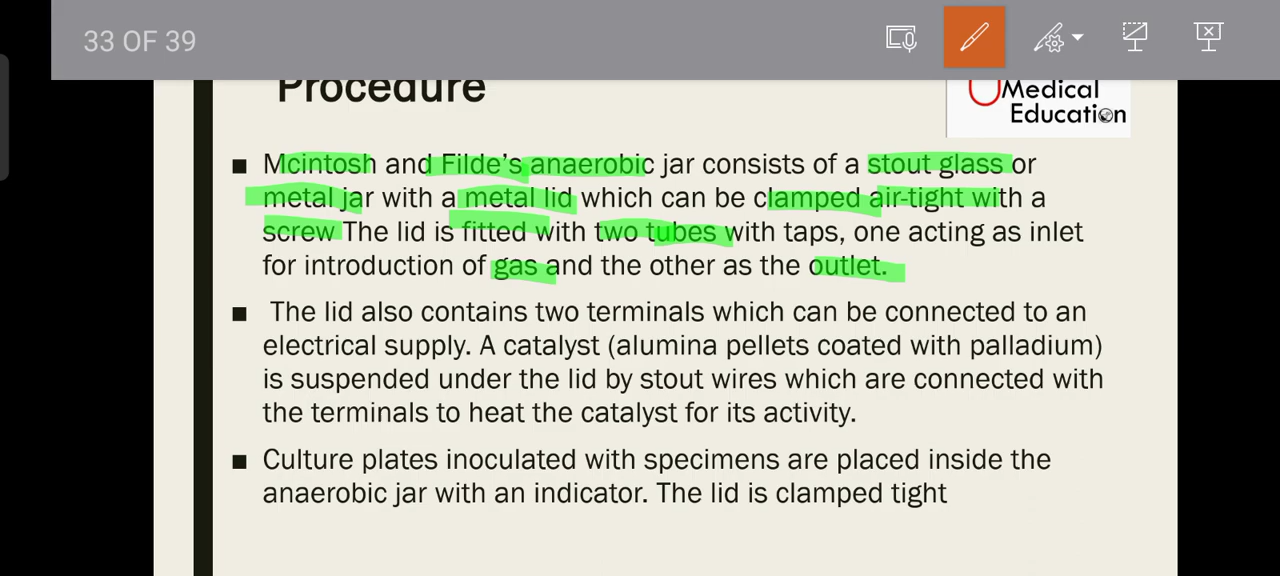 33 OF 39
Procedure
Medical
Education
■ Mcintosh and Filde's anaerobic jar consists of a stout glass or
metal jar with a metal lid which can be clamped air-tight with a
screw The lid is fitted with two tubes with taps, one acting as inlet
for introduction of gas and the other as the outlet.
■ The lid also contains two terminals which can be connected to an
electrical supply. A catalyst (alumina pellets coated with palladium)
is suspended under the lid by stout wires which are connected with
the terminals to heat the catalyst for its activity.
■ Culture plates inoculated with specimens are placed inside the
anaerobic jar with an indicator. The lid is clamped tight